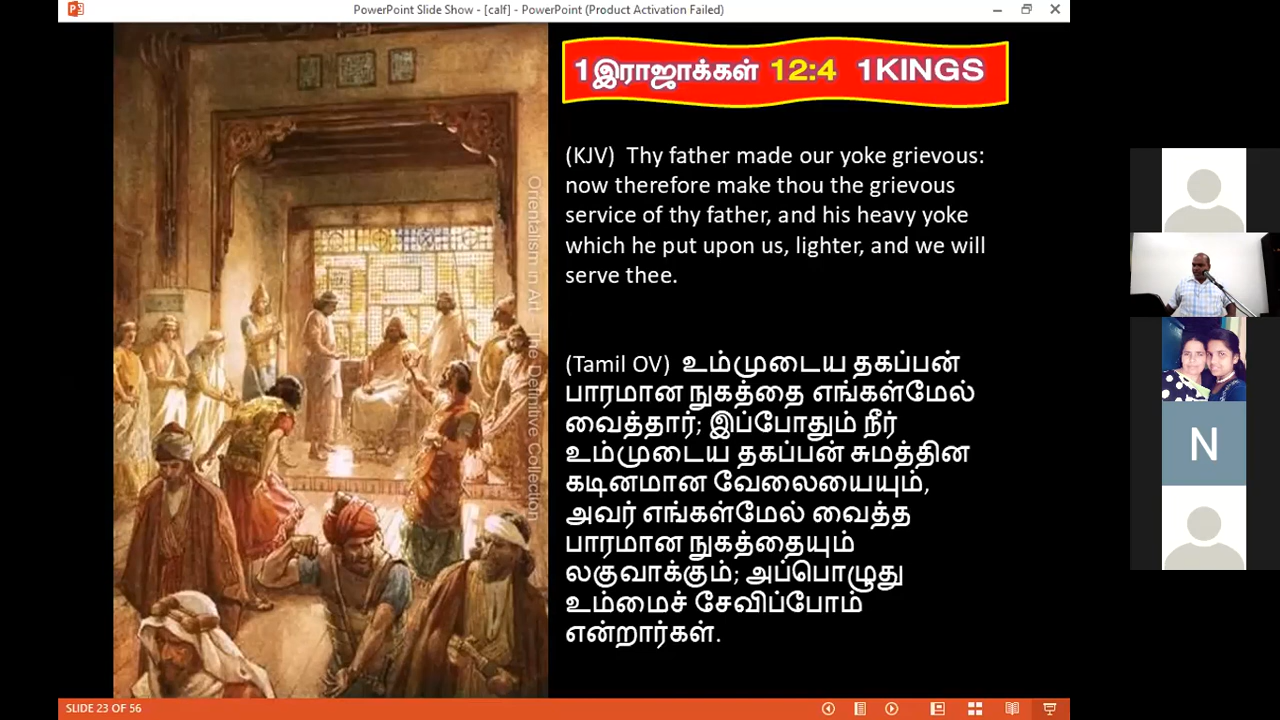 PowerPoint Slide Show - [calf] - PowerPoint (Product Activation Failed)
1இராஜாக்கள் 12:4 1KINGS
(KJV) Thy father made our yoke grievous:
now therefore make thou the grievous
service of thy father, and his heavy yoke
which he put upon us, lighter, and we will
serve thee.
(Tamil OV) உம்முடைய தகப்பன்
பாரமான நுகத்தை எங்கள்மேல்
வைத்தார்; இப்போதும் நீர்
உம்முடைய தகப்பன் சுமத்தின
கடினமான வேலையையும்,
அவர் எங்கள்மேல் வைத்த
பாரமான நுகத்தையும்
லகுவாக்கும்; அப்பொழுது
உம்மைச் சேவிப்போம்
என்றார்கள்.
Orientalism in Art The Definitive Collection
N
SLIDE 23 OF 56